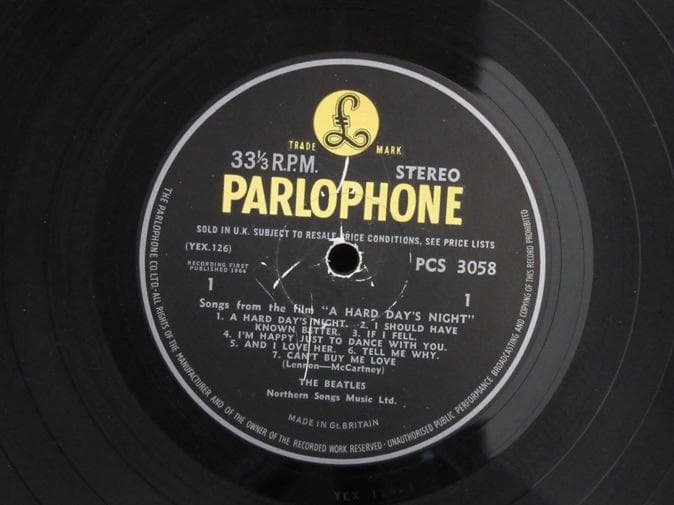 £
TRADE MARK
33⅓ R.P.M. STEREO
PARLOPHONE
SOLD IN U.K. SUBJECT TO RESALE PRICE CONDITIONS, SEE PRICE LISTS
(YEX.126) PCS 3058
RECORDING FIRST
PUBLISHED 1964
1 1
Songs from the film "A HARD DAY'S NIGHT"
1. A HARD DAY'S NIGHT. 2. I SHOULD HAVE
KNOWN BETTER. 3. IF I FELL.
4. I'M HAPPY JUST TO DANCE WITH YOU.
5. AND I LOVE HER. 6. TELL ME WHY.
7. CAN'T BUY ME LOVE
(Lennon—McCartney)
THE BEATLES
Northern Songs Music Ltd.
MADE IN Gt. BRITAIN
THE PARLOPHONE CO. LTD.· ALL RIGHTS OF THE MANUFACTURER AND OF THE OWNER OF THE RECORDED WORK RESERVED · UNAUTHORISED PUBLIC PERFORMANCE BROADCASTING AND COPYING OF THIS RECORD PROHIBITED
YEX